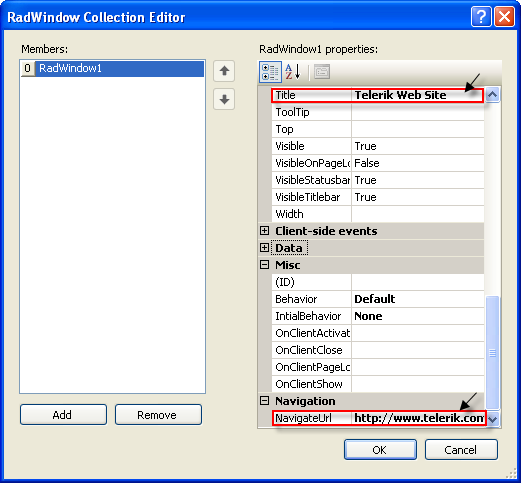 RadWindow Collection Editor
Members:
0 RadWindow1
Add Remove
RadWindow1 properties:
Title Telerik Web Site
ToolTip
Top
Visible True
VisibleOnPageLo False
VisibleStatusbar True
VisibleTitlebar True
Width
Client-side events
Data
Misc
(ID)
Behavior Default
IntialBehavior None
OnClientActivat
OnClientClose
OnClientPageLo
OnClientShow
Navigation
NavigateUrl http://www.telerik.com
OK Cancel